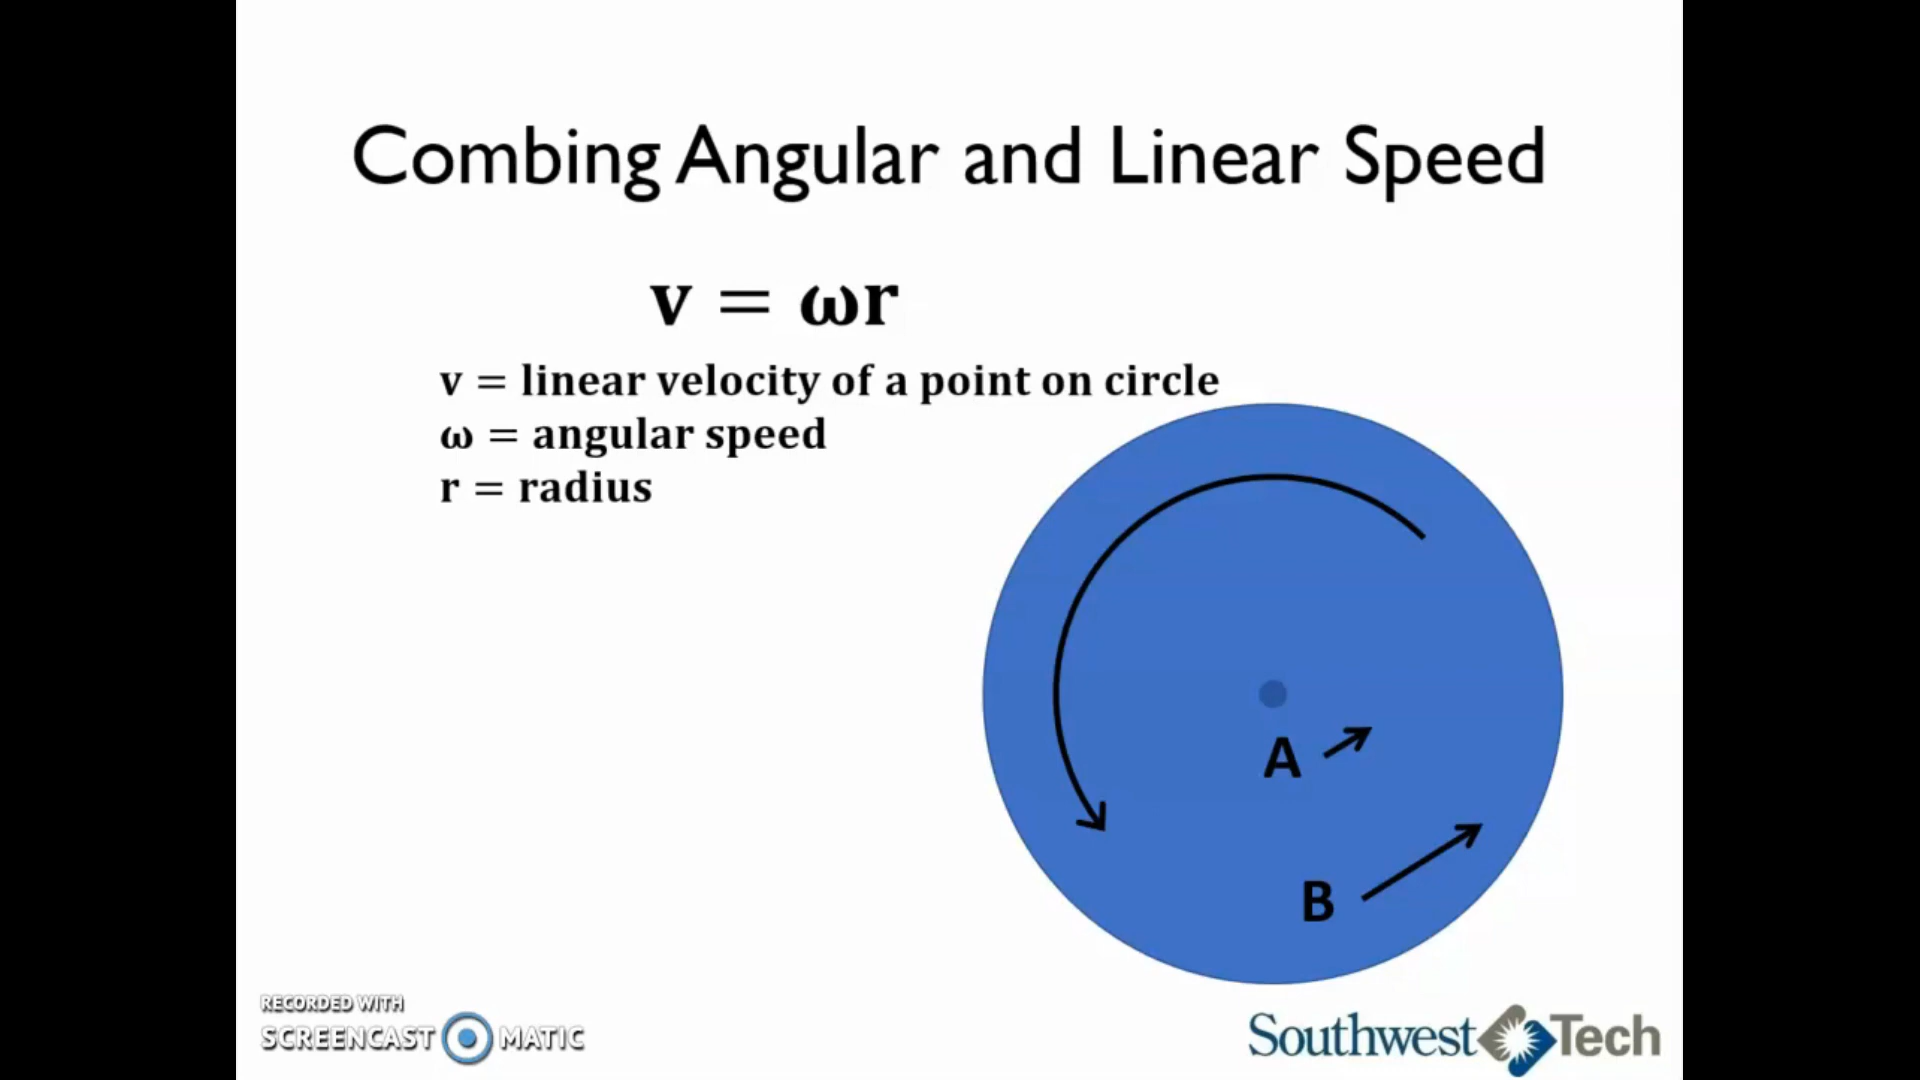 Combing Angular and Linear Speed
v = ωr
v = linear velocity of a point on circle
ω = angular speed
r = radius
A
B
RECORDED WITH
SCREENCAST MATIC
Southwest Tech